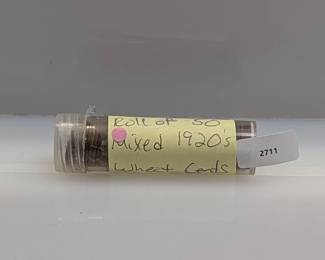 Roll of 50
Mixed 1920's
Wheat Cents
2711